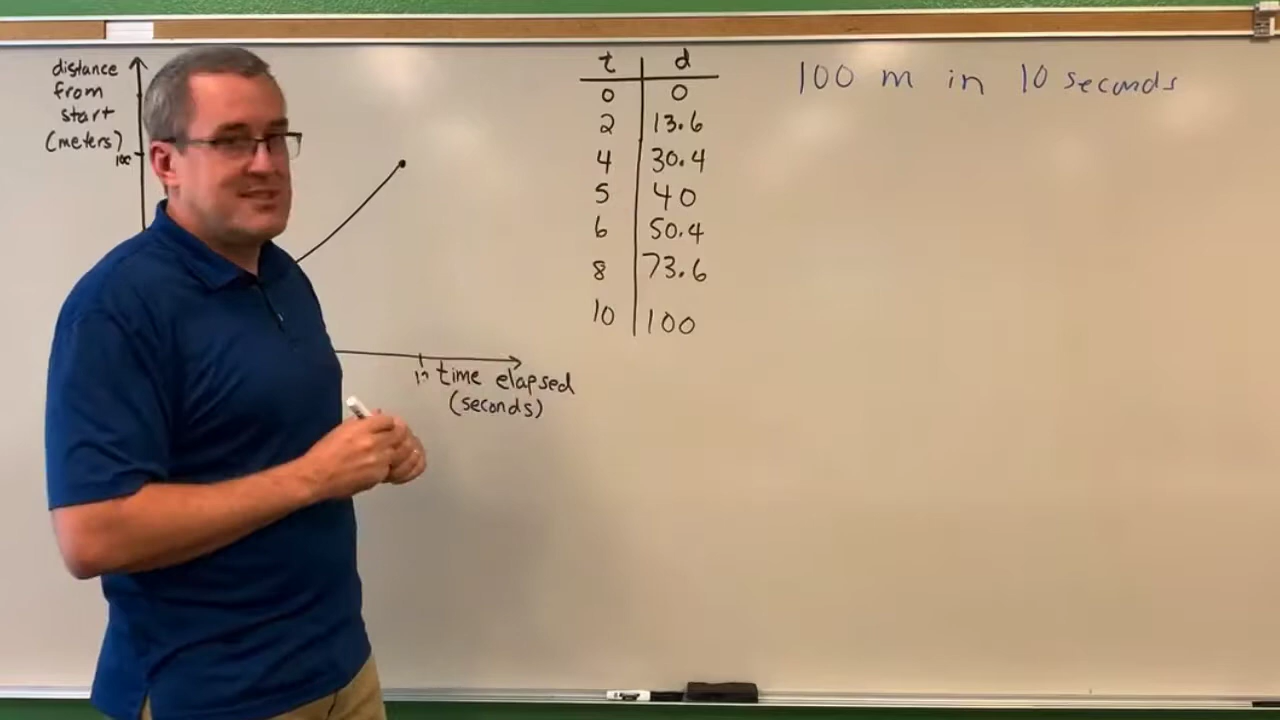 distance
from
start
(meters)
100
10
time elapsed
(seconds)
t d
0 0
2 13.6
4 30.4
5 40
6 50.4
8 73.6
10 100
100 m in 10 seconds